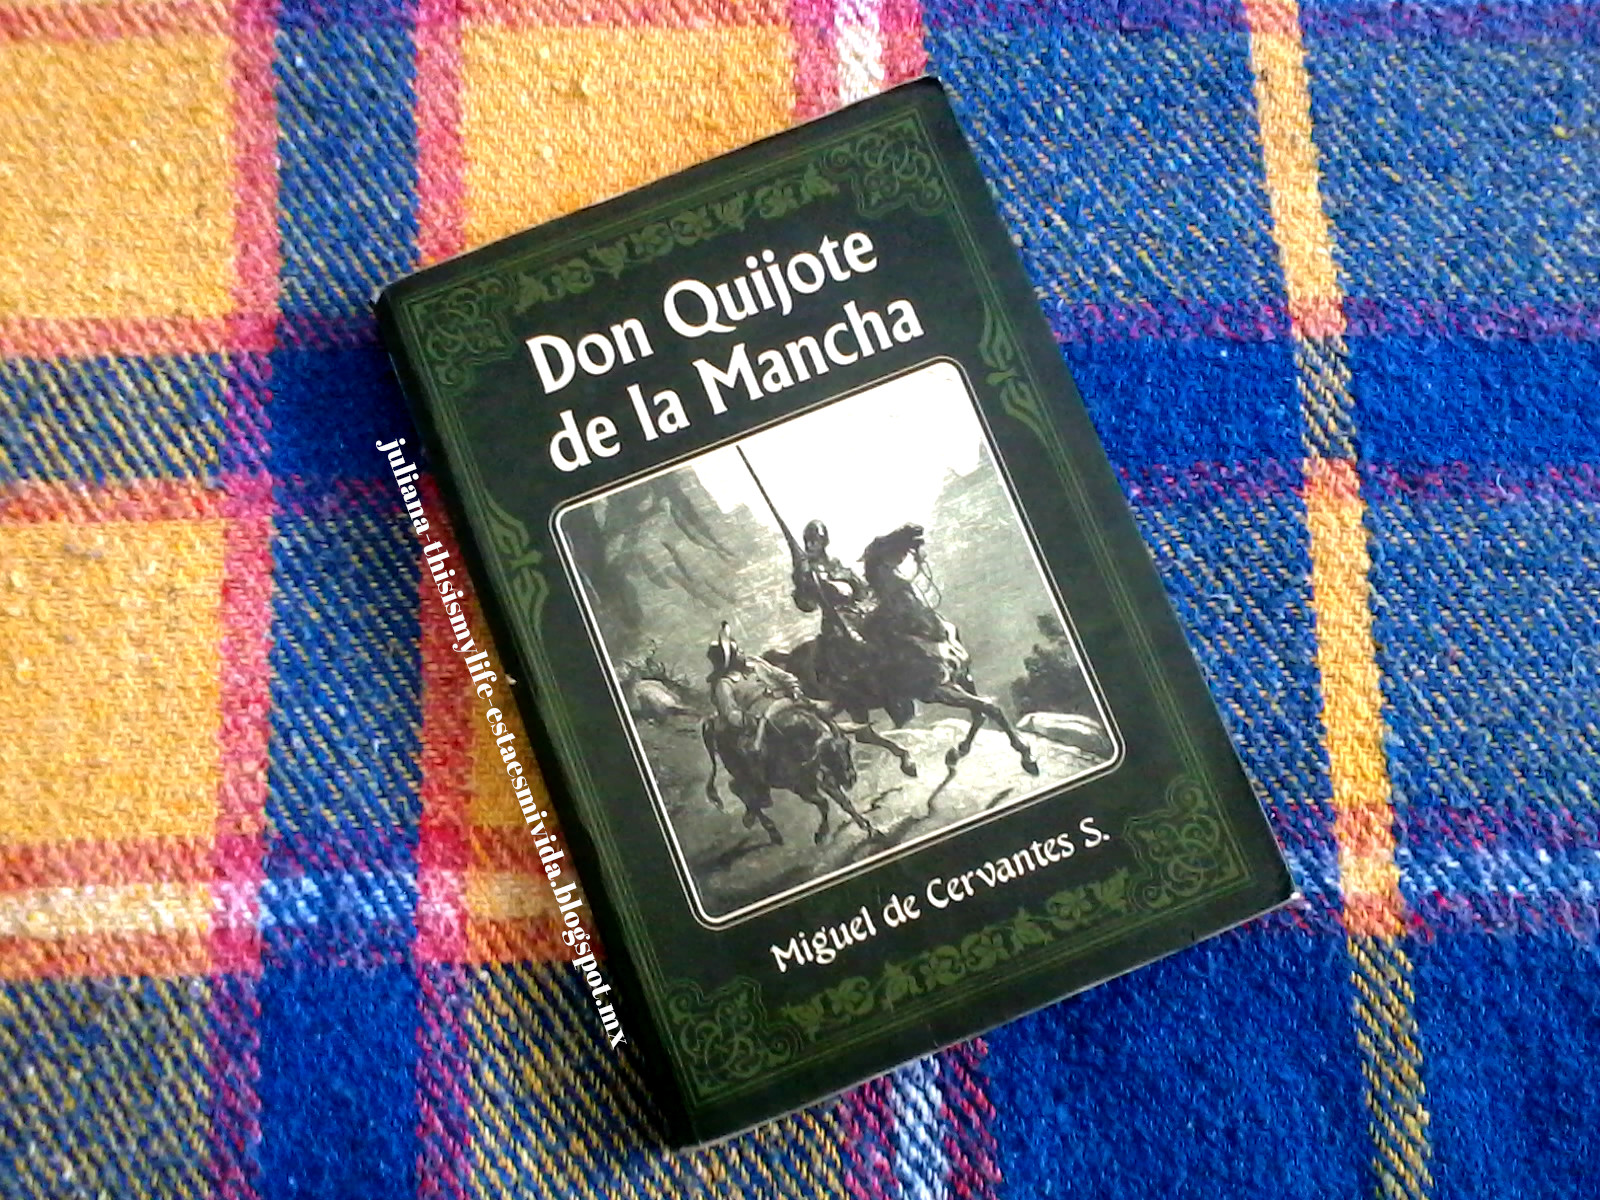 Don Quijote
de la Mancha
Miguel de Cervantes S.
juliana-thisismylife-estaesmivida.blogspot.mx